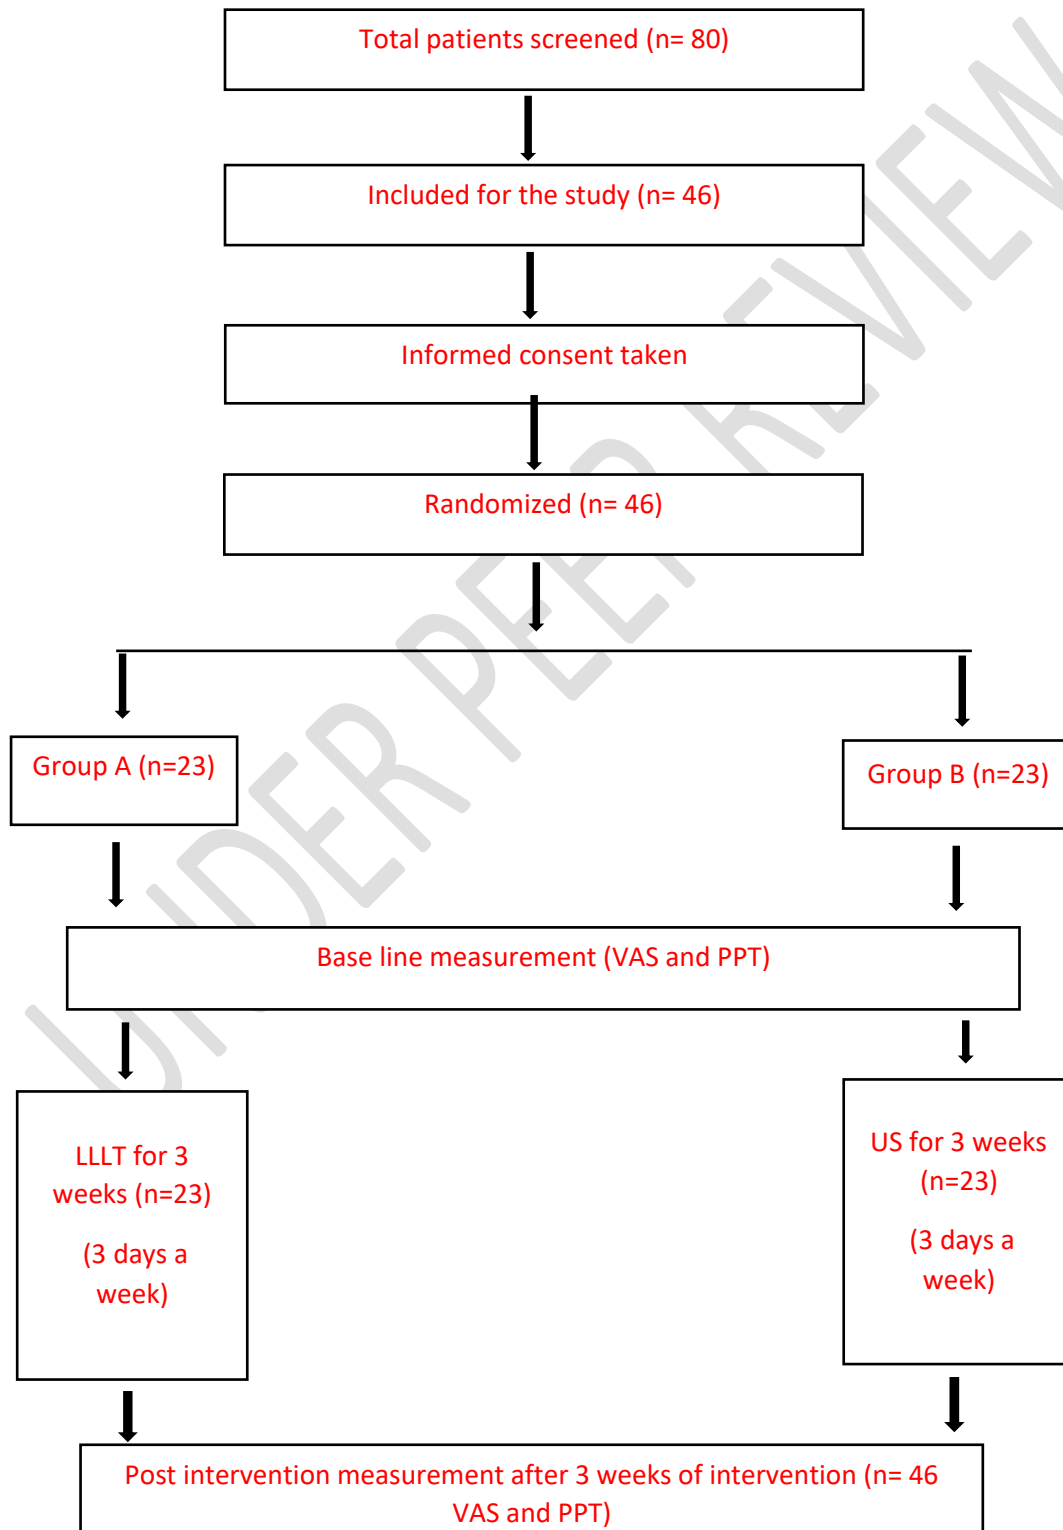 Total patients screened (n= 80)
Included for the study (n= 46)
Informed consent taken
Randomized (n= 46)
Group A (n=23)
Group B (n=23)
Base line measurement (VAS and PPT)
LLLT for 3
weeks (n=23)
(3 days a
week)
US for 3 weeks
(n=23)
(3 days a
week)
Post intervention measurement after 3 weeks of intervention (n= 46
VAS and PPT)
UNDER PEER REVIEW